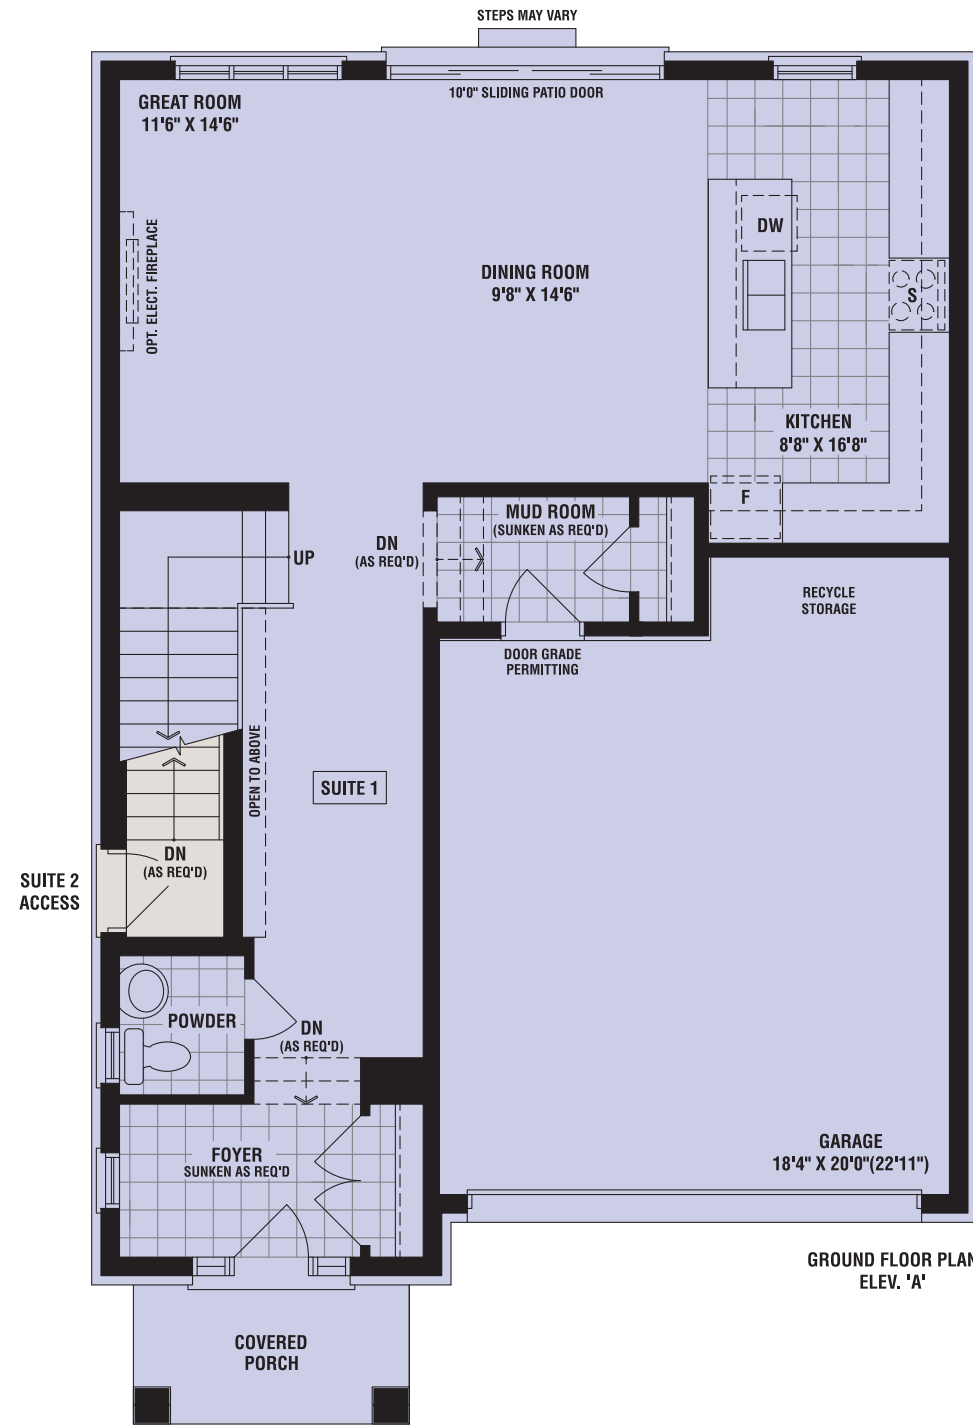 STEPS MAY VARY
10'0" SLIDING PATIO DOOR
GREAT ROOM
11'6" X 14'6"
OPT. ELECT. FIREPLACE
DINING ROOM
9'8" X 14'6"
DW
S
KITCHEN
8'8" X 16'8"
F
MUD ROOM
(SUNKEN AS REQ'D)
DN
(AS REQ'D)
UP
RECYCLE
STORAGE
DOOR GRADE
PERMITTING
OPEN TO ABOVE
SUITE 1
DN
(AS REQ'D)
SUITE 2
ACCESS
POWDER
DN
(AS REQ'D)
FOYER
SUNKEN AS REQ'D
GARAGE
18'4" X 20'0"(22'11")
GROUND FLOOR PLAN
ELEV. 'A'
COVERED
PORCH